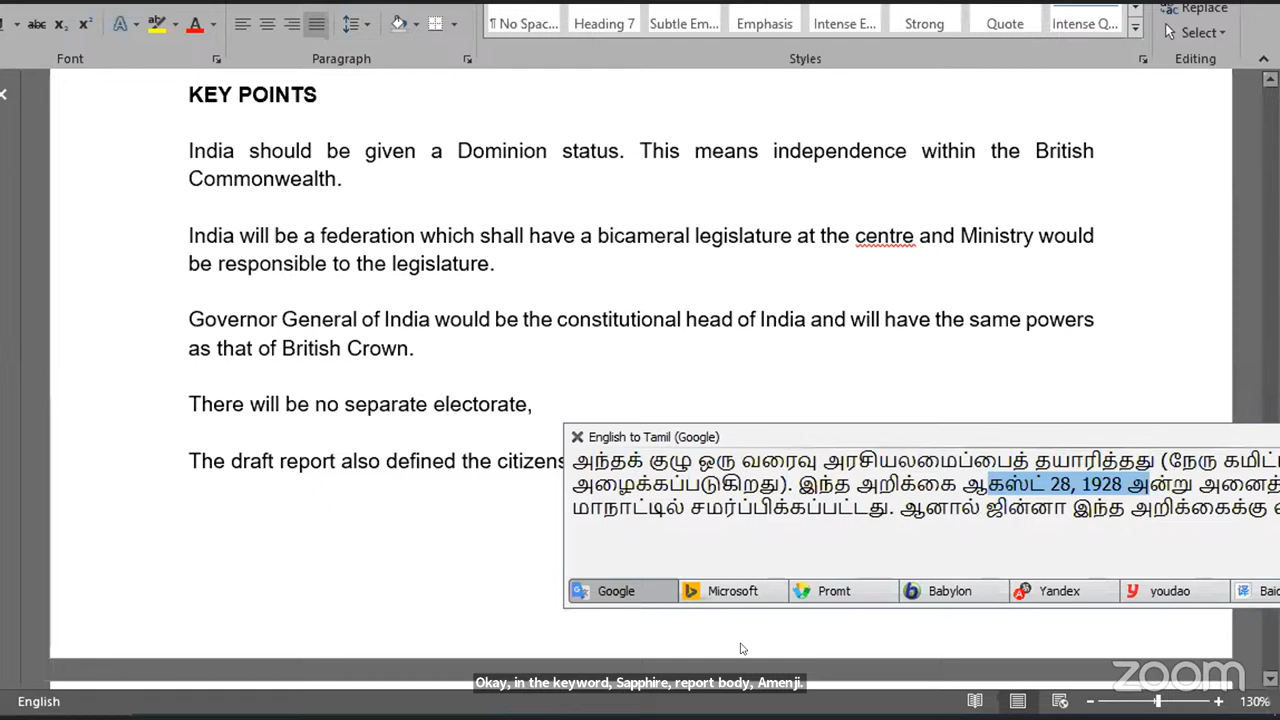 abc x₂ x² A aby A
¶ No Spac... Heading 7 Subtle Em... Emphasis Intense E... Strong Quote Intense Q...
Replace
Select
Font Paragraph Styles Editing
KEY POINTS
India should be given a Dominion status. This means independence within the British
Commonwealth.
India will be a federation which shall have a bicameral legislature at the centre and Ministry would
be responsible to the legislature.
Governor General of India would be the constitutional head of India and will have the same powers
as that of British Crown.
There will be no separate electorate,
The draft report also defined the citizens
English to Tamil (Google)
அந்தக் குழு ஒரு வரைவு அரசியலமைப்பைத் தயாரித்தது (நேரு கமிட்
அழைக்கப்படுகிறது). இந்த அறிக்கை ஆகஸ்ட் 28, 1928 அன்று அனைத்
மாநாட்டில் சமர்ப்பிக்கப்பட்டது. ஆனால் ஜின்னா இந்த அறிக்கைக்கு
Google Microsoft Promt Babylon Yandex youdao Baid
zoom
Okay, in the keyword, Sapphire, report body, Amenji.
English 130%